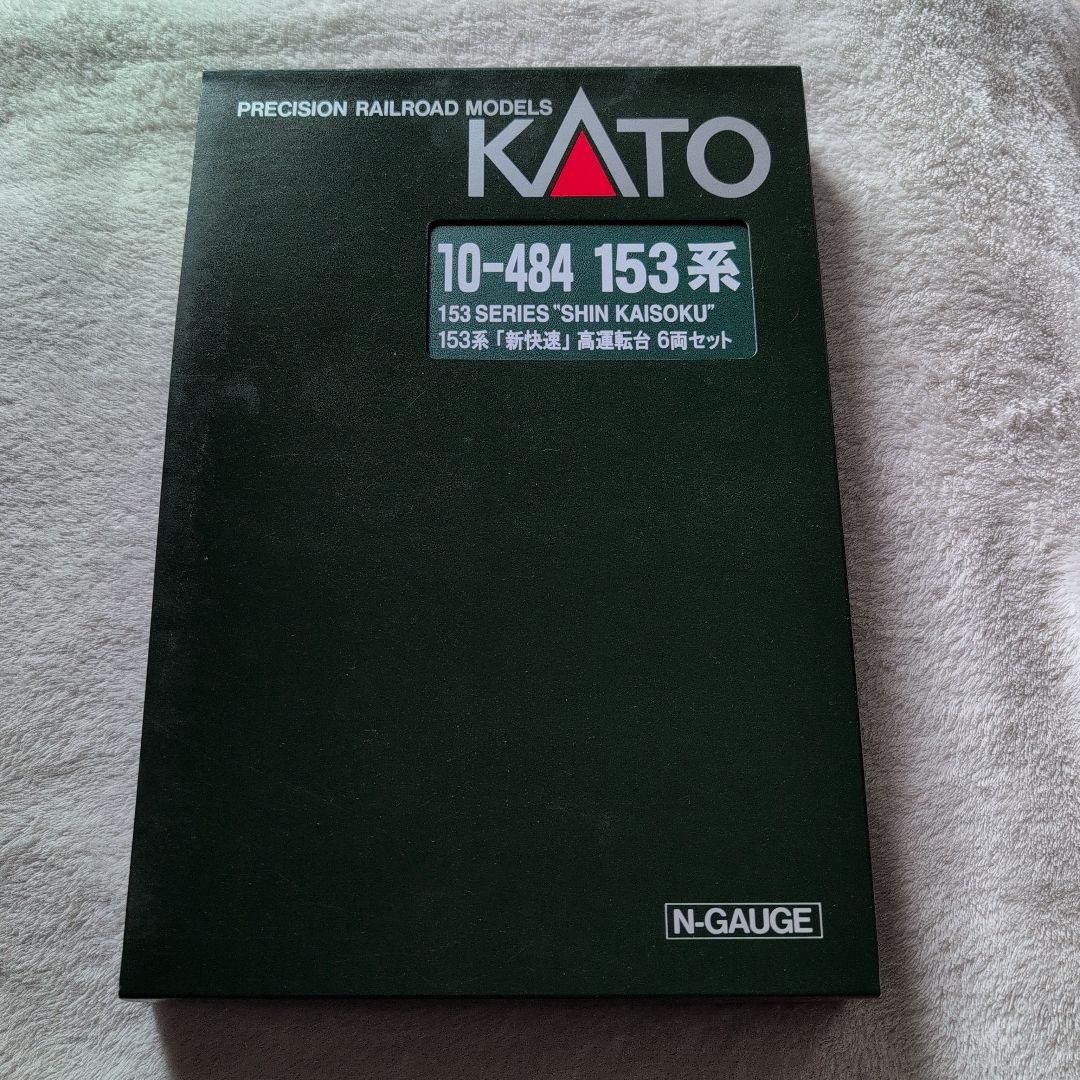 PRECISION RAILROAD MODELS
KATO
10-484 153系
153 SERIES "SHIN KAISOKU"
153系「新快速」高運転台 6両セット
N-GAUGE